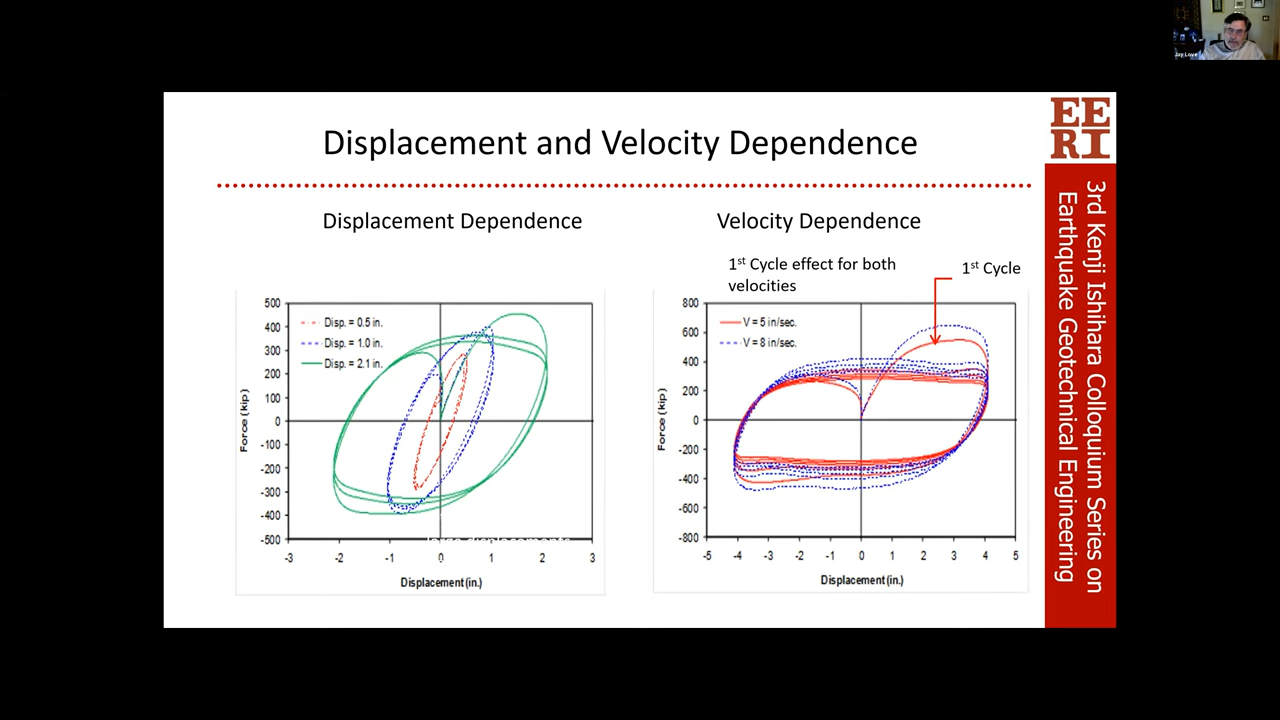 Jay Love
EE
RI
Displacement and Velocity Dependence
Displacement Dependence
Velocity Dependence
1st Cycle effect for both
velocities
1st Cycle
500
400
300
200
100
0
-100
-200
-300
-400
-500
Force (kip)
Disp. = 0.5 in.
Disp. = 1.0 in.
Disp. = 2.1 in.
-3 -2 -1 0 1 2 3
Displacement (in.)
800
600
400
200
0
-200
-400
-600
-800
Force (kip)
V = 5 in/sec.
V = 8 in/sec.
-5 -4 -3 -2 -1 0 1 2 3 4 5
Displacement (in.)
3rd Kenji Ishihara Colloquium Series on
Earthquake Geotechnical Engineering